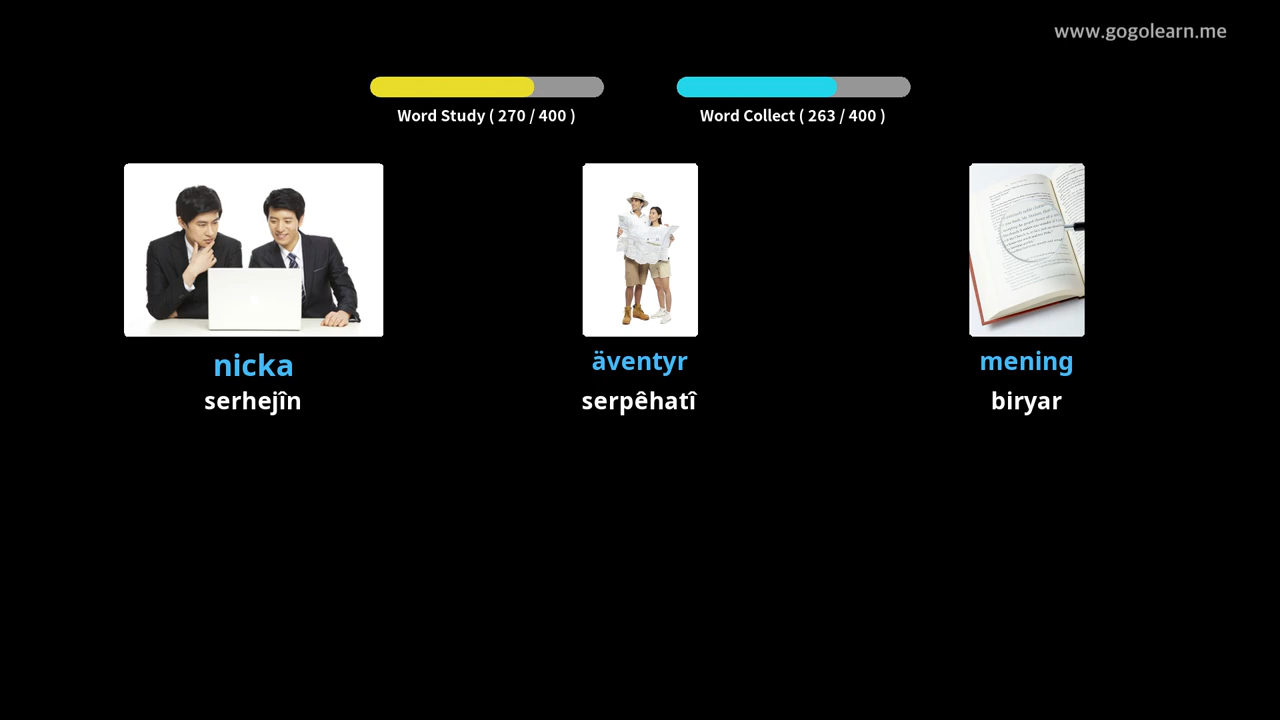 www.gogolearn.me
Word Study ( 270 / 400 )
Word Collect ( 263 / 400 )
nicka
serhejîn
äventyr
serpêhatî
mening
biryar